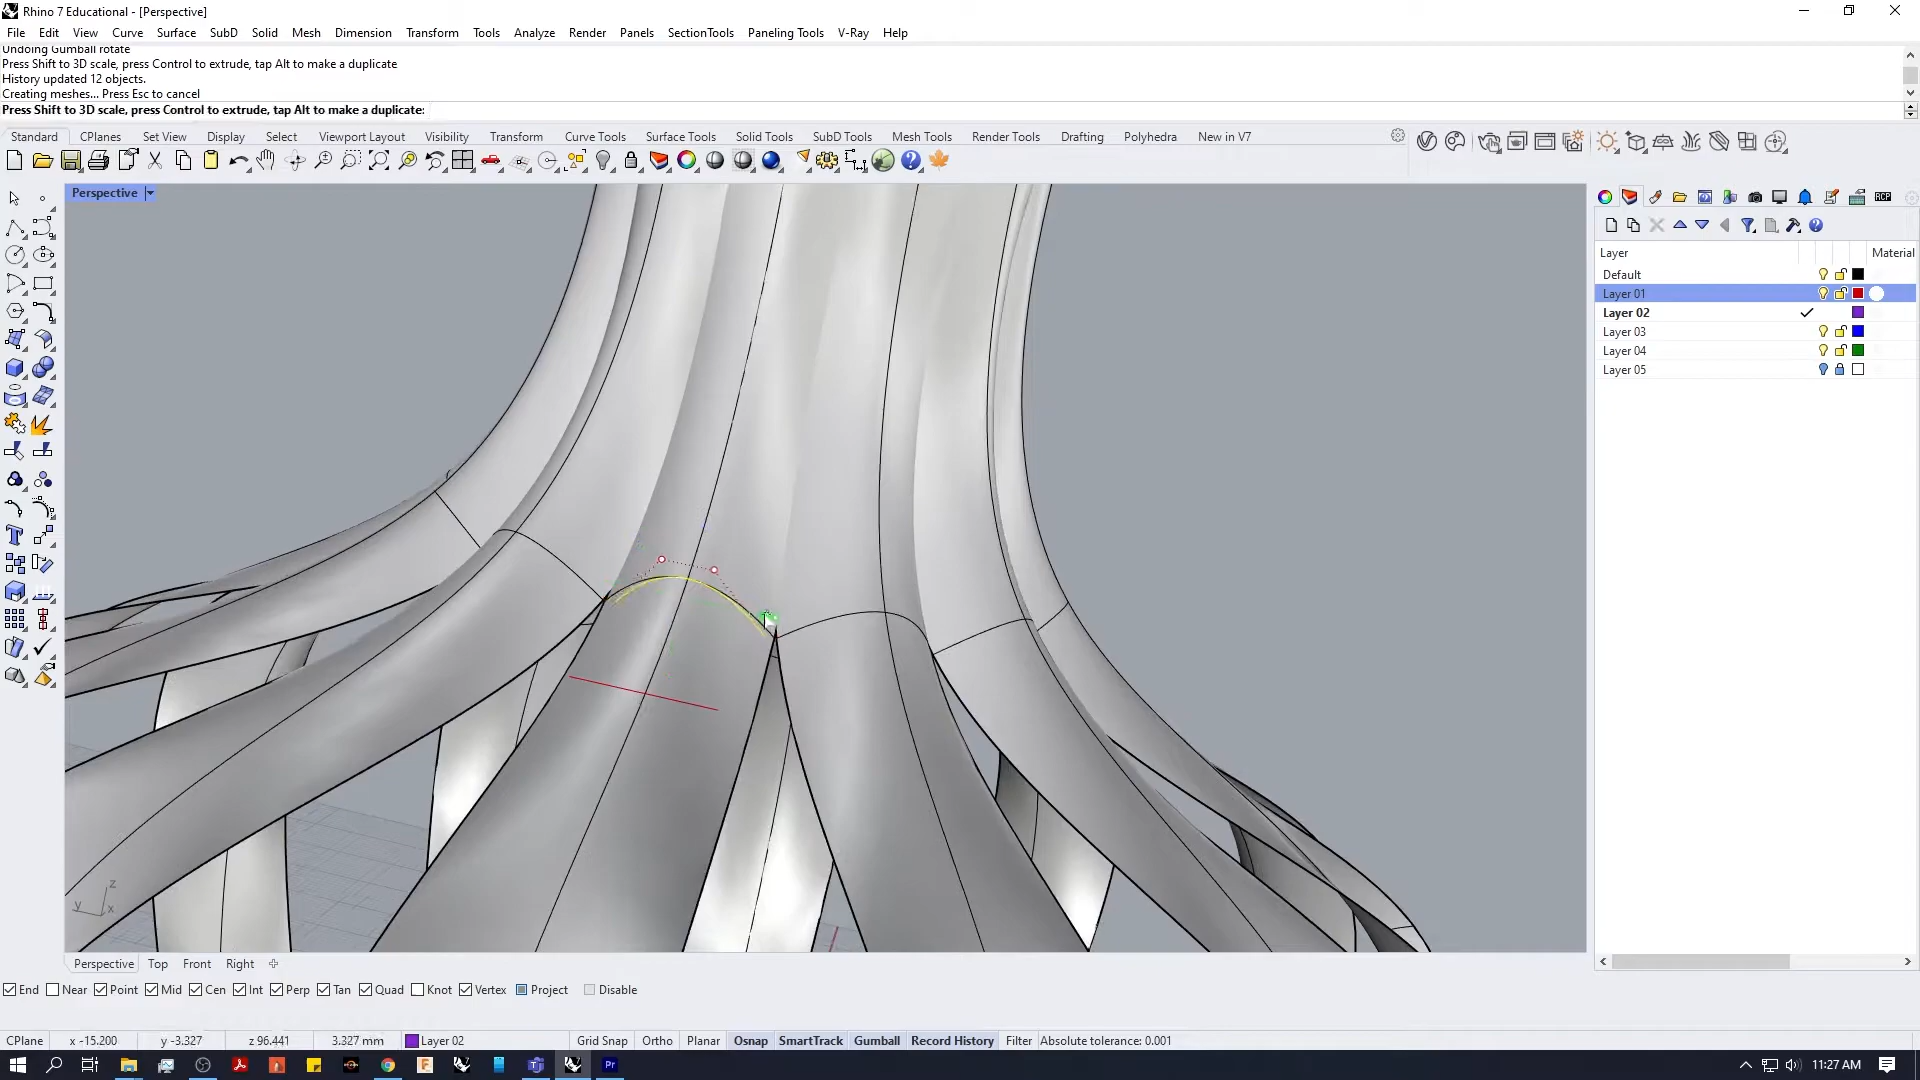 Rhino 7 Educational - [Perspective]
File Edit View Curve Surface SubD Solid Mesh Dimension Transform Tools Analyze Render Panels SectionTools Paneling Tools V-Ray Help
Undoing Gumball rotate
Press Shift to 3D scale, press Control to extrude, tap Alt to make a duplicate
History updated 12 objects.
Creating meshes... Press Esc to cancel
Press Shift to 3D scale, press Control to extrude, tap Alt to make a duplicate:
Standard CPlanes Set View Display Select Viewport Layout Visibility Transform Curve Tools Surface Tools Solid Tools SubD Tools Mesh Tools Render Tools Drafting Polyhedra New in V7
Perspective
RCP
Layer Material
Default
Layer 01
Layer 02
Layer 03
Layer 04
Layer 05
z
y x
Perspective Top Front Right
End Near Point Mid Cen Int Perp Tan Quad Knot Vertex Project Disable
CPlane x -15.200 y -3.327 z 96.441 3.327 mm Layer 02 Grid Snap Ortho Planar Osnap SmartTrack Gumball Record History Filter Absolute tolerance: 0.001
11:27 AM